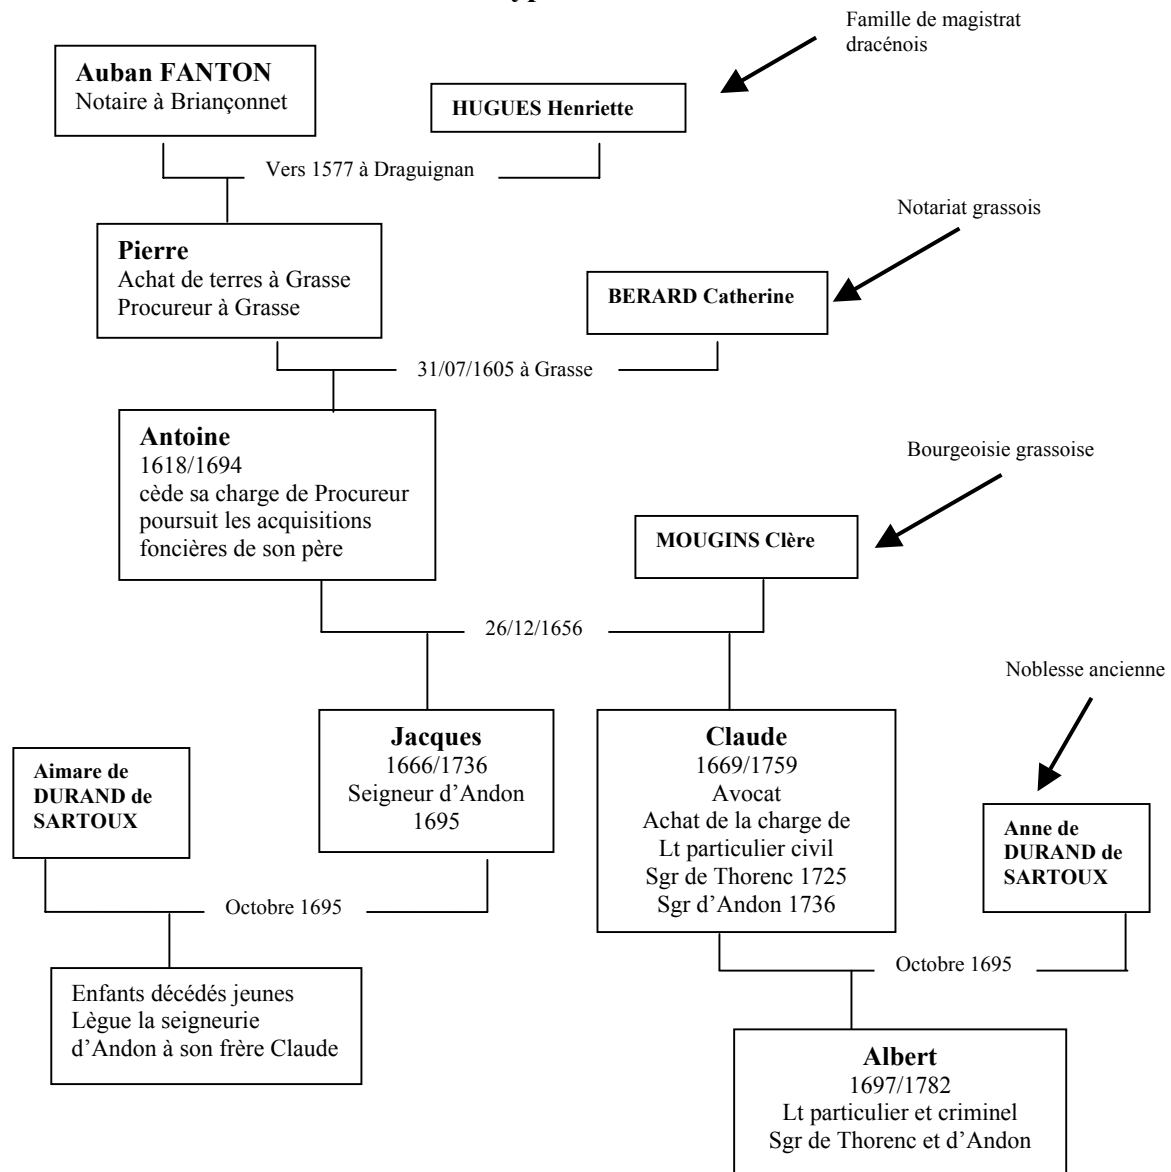 Famille de magistrat
dracénois
Auban FANTON
Notaire à Briançonnet
HUGUES Henriette
Vers 1577 à Draguignan
Notariat grassois
Pierre
Achat de terres à Grasse
Procureur à Grasse
BERARD Catherine
31/07/1605 à Grasse
Antoine
1618/1694
cède sa charge de Procureur
poursuit les acquisitions
foncières de son père
Bourgeoisie grassoise
MOUGINS Clère
26/12/1656
Noblesse ancienne
Aimare de
DURAND de
SARTOUX
Jacques
1666/1736
Seigneur d’Andon
1695
Claude
1669/1759
Avocat
Achat de la charge de
Lt particulier civil
Sgr de Thorenc 1725
Sgr d’Andon 1736
Anne de
DURAND de
SARTOUX
Octobre 1695
Octobre 1695
Enfants décédés jeunes
Lègue la seigneurie
d’Andon à son frère Claude
Albert
1697/1782
Lt particulier et criminel
Sgr de Thorenc et d’Andon